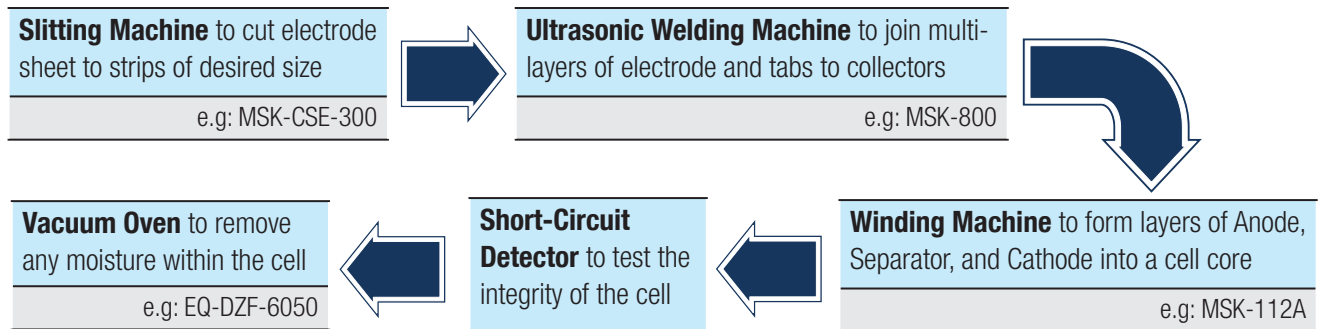 Slitting Machine to cut electrode
sheet to strips of desired size
e.g: MSK-CSE-300
Ultrasonic Welding Machine to join multi-
layers of electrode and tabs to collectors
e.g: MSK-800
Winding Machine to form layers of Anode,
Separator, and Cathode into a cell core
e.g: MSK-112A
Short-Circuit
Detector to test the
integrity of the cell
Vacuum Oven to remove
any moisture within the cell
e.g: EQ-DZF-6050